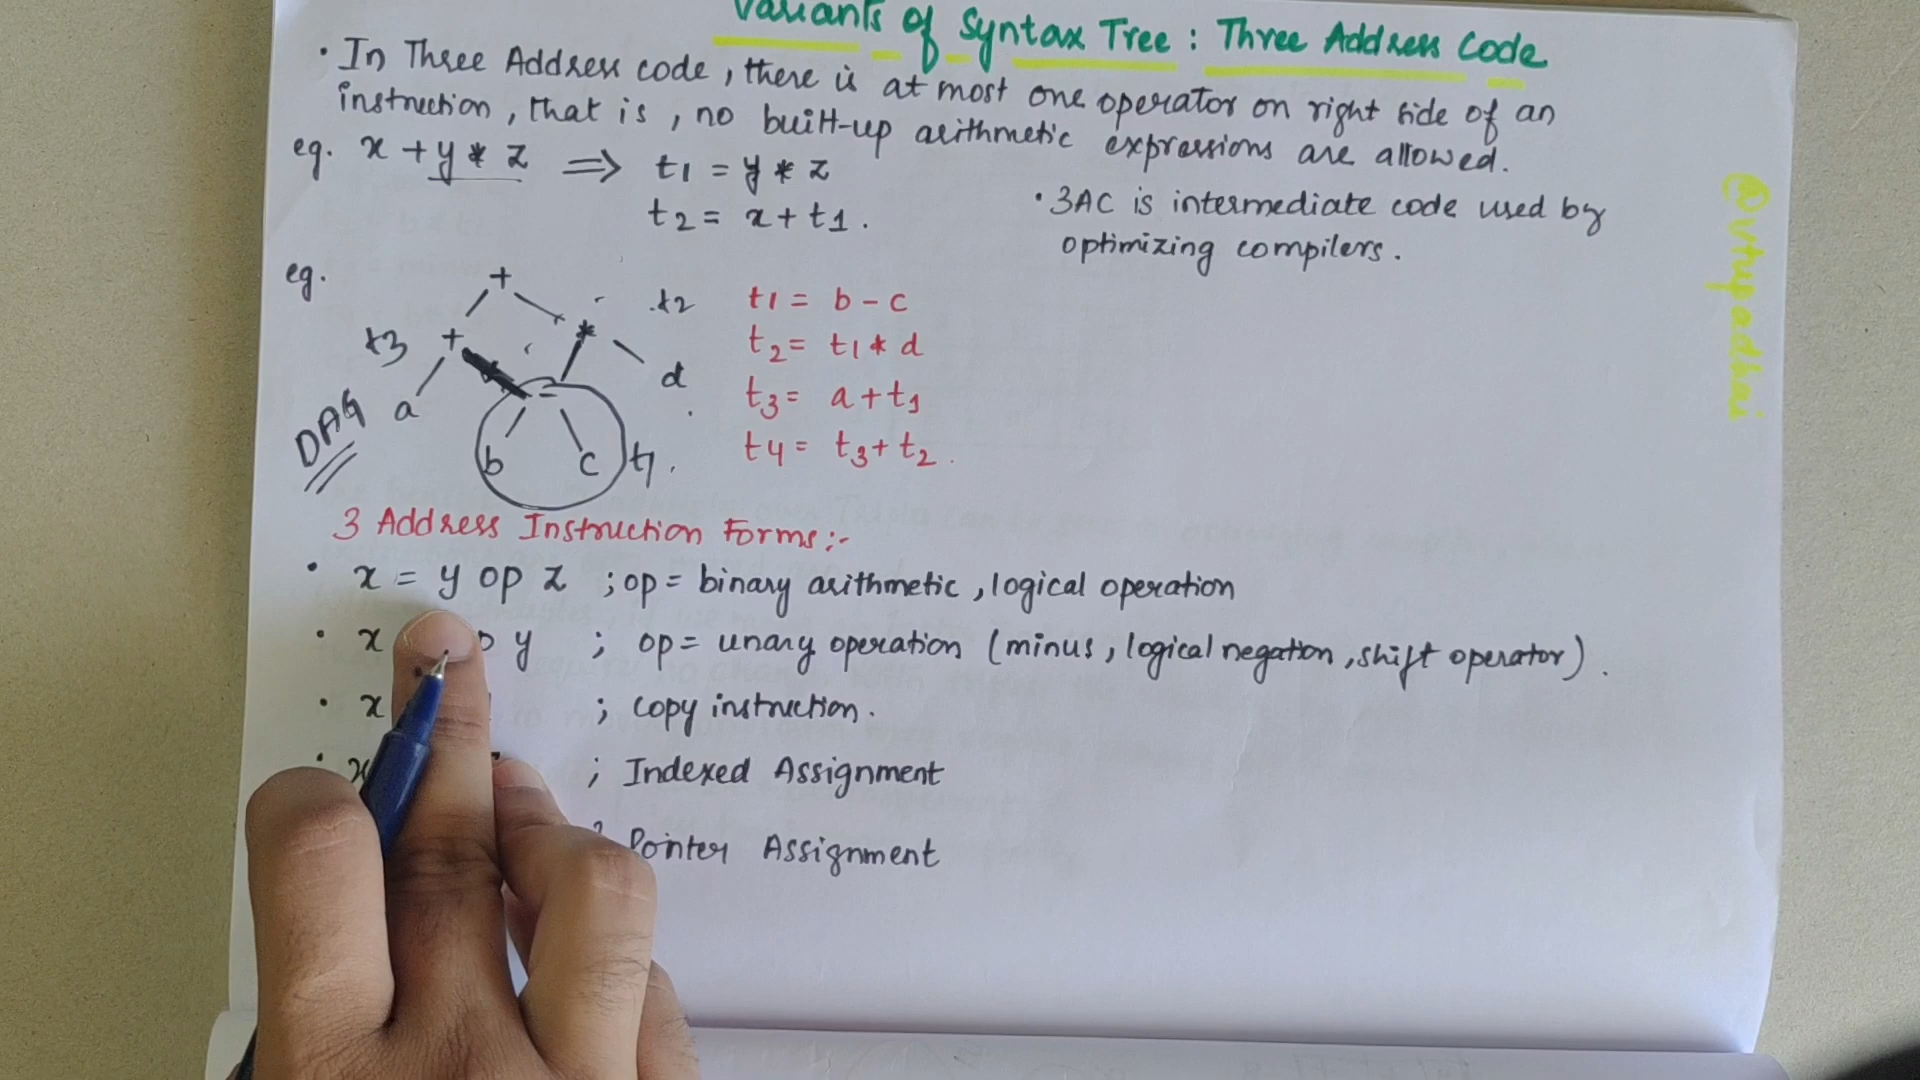 Variants of Syntax Tree : Three Address Code
• In Three Address code, there is at most one operator on right side of an
instruction, that is, no built-up arithmetic expressions are allowed.
eg. x + y * z ⇒ t1 = y * z
t2 = x + t1.
• 3AC is intermediate code used by
optimizing compilers.
@vtupadhai
eg.
+
t3 + * t2
a - d
b c t1.
DAG
t1 = b - c
t2 = t1 * d
t3 = a + t1
t4 = t3 + t2.
3 Address Instruction Forms:-
• x = y op z ; op = binary arithmetic, logical operation
• x y ; op = unary operation (minus, logical negation, shift operator).
• x ; copy instruction.
• x ; Indexed Assignment
Pointer Assignment